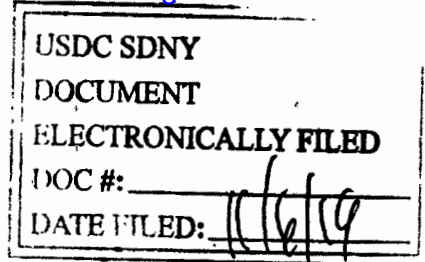 USDC SDNY
DOCUMENT
ELECTRONICALLY FILED
DOC #:
DATE FILED: 11/6/19